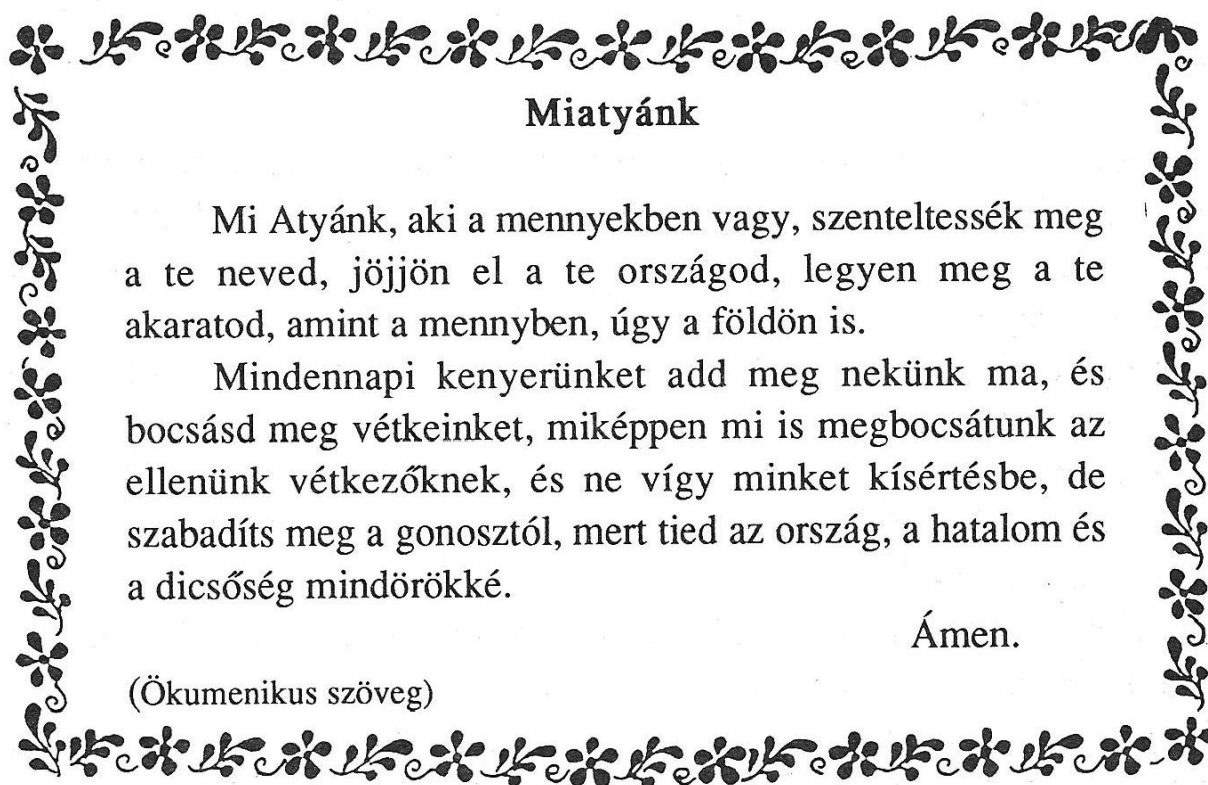 Miatyánk
Mi Atyánk, aki a mennyekben vagy, szenteltessék meg
a te neved, jöjjön el a te országod, legyen meg a te
akaratod, amint a mennyben, úgy a földön is.
Mindennapi kenyerünket add meg nekünk ma, és
bocsásd meg vétkeinket, miképpen mi is megbocsátunk az
ellenünk vétkezőknek, és ne vígy minket kísértésbe, de
szabadíts meg a gonosztól, mert tied az ország, a hatalom és
a dicsőség mindörökké.
Ámen.
(Ökumenikus szöveg)